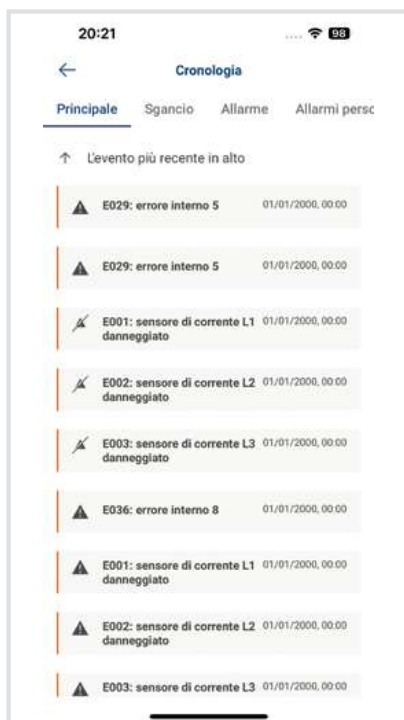 20:21
98
Cronologia
Principale Sgancio Allarme Allarmi perso
L'evento più recente in alto
E029: errore interno 5 01/01/2000, 00:00
E029: errore interno 5 01/01/2000, 00:00
E001: sensore di corrente L1 01/01/2000, 00:00
danneggiato
E002: sensore di corrente L2 01/01/2000, 00:00
danneggiato
E003: sensore di corrente L3 01/01/2000, 00:00
danneggiato
E036: errore interno 8 01/01/2000, 00:00
E001: sensore di corrente L1 01/01/2000, 00:00
danneggiato
E002: sensore di corrente L2 01/01/2000, 00:00
danneggiato
E003: sensore di corrente L3 01/01/2000, 00:00